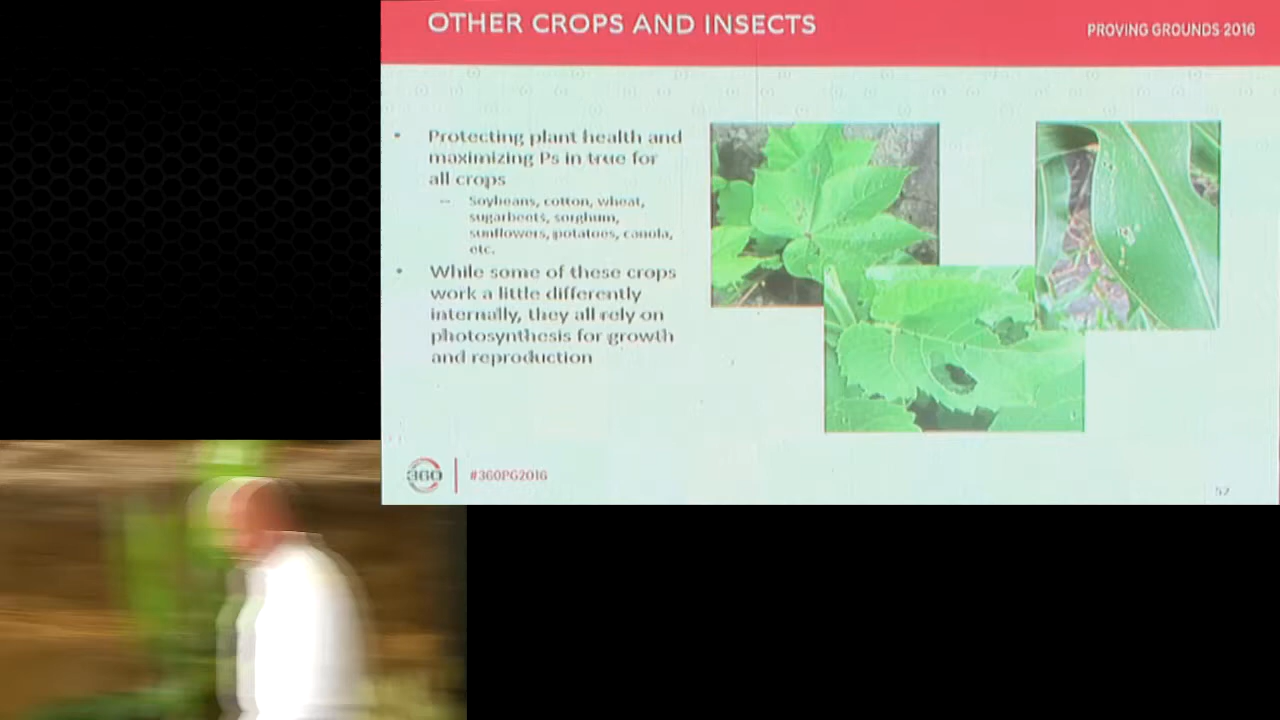 OTHER CROPS AND INSECTS
PROVING GROUNDS 2016
• Protecting plant health and
maximizing Ps in true for
all crops
– Soybeans, cotton, wheat,
sugarbeets, sorghum,
sunflowers, potatoes, canola,
etc.
• While some of these crops
work a little differently
internally, they all rely on
photosynthesis for growth
and reproduction
360
#360PG2016
52